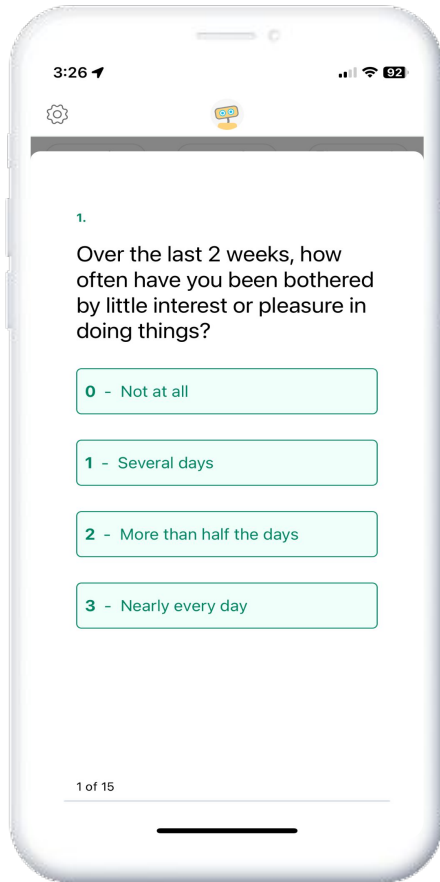 3:26
92
1.
Over the last 2 weeks, how
often have you been bothered
by little interest or pleasure in
doing things?
0 - Not at all
1 - Several days
2 - More than half the days
3 - Nearly every day
1 of 15